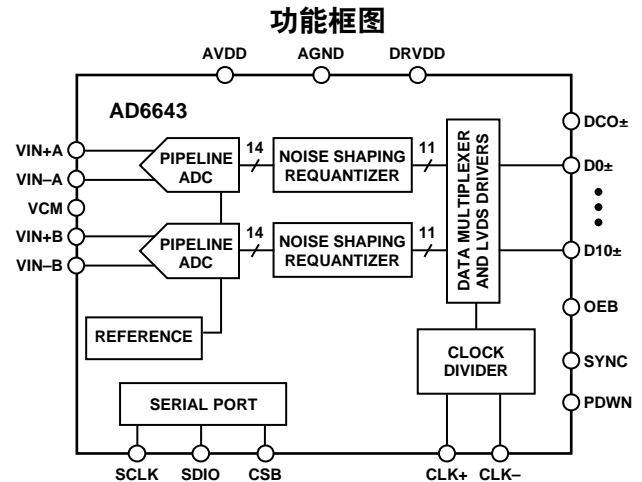 功能框图
AVDD AGND DRVDD
AD6643
DCO±
VIN+A
PIPELINE
ADC
14
NOISE SHAPING
REQUANTIZER
11
DATA MULTIPLEXER
AND LVDS DRIVERS
D0±
VIN–A
VCM
VIN+B
PIPELINE
ADC
14
NOISE SHAPING
REQUANTIZER
11
D10±
VIN–B
OEB
REFERENCE
CLOCK
DIVIDER
SYNC
SERIAL PORT
PDWN
SCLK SDIO CSB CLK+ CLK–